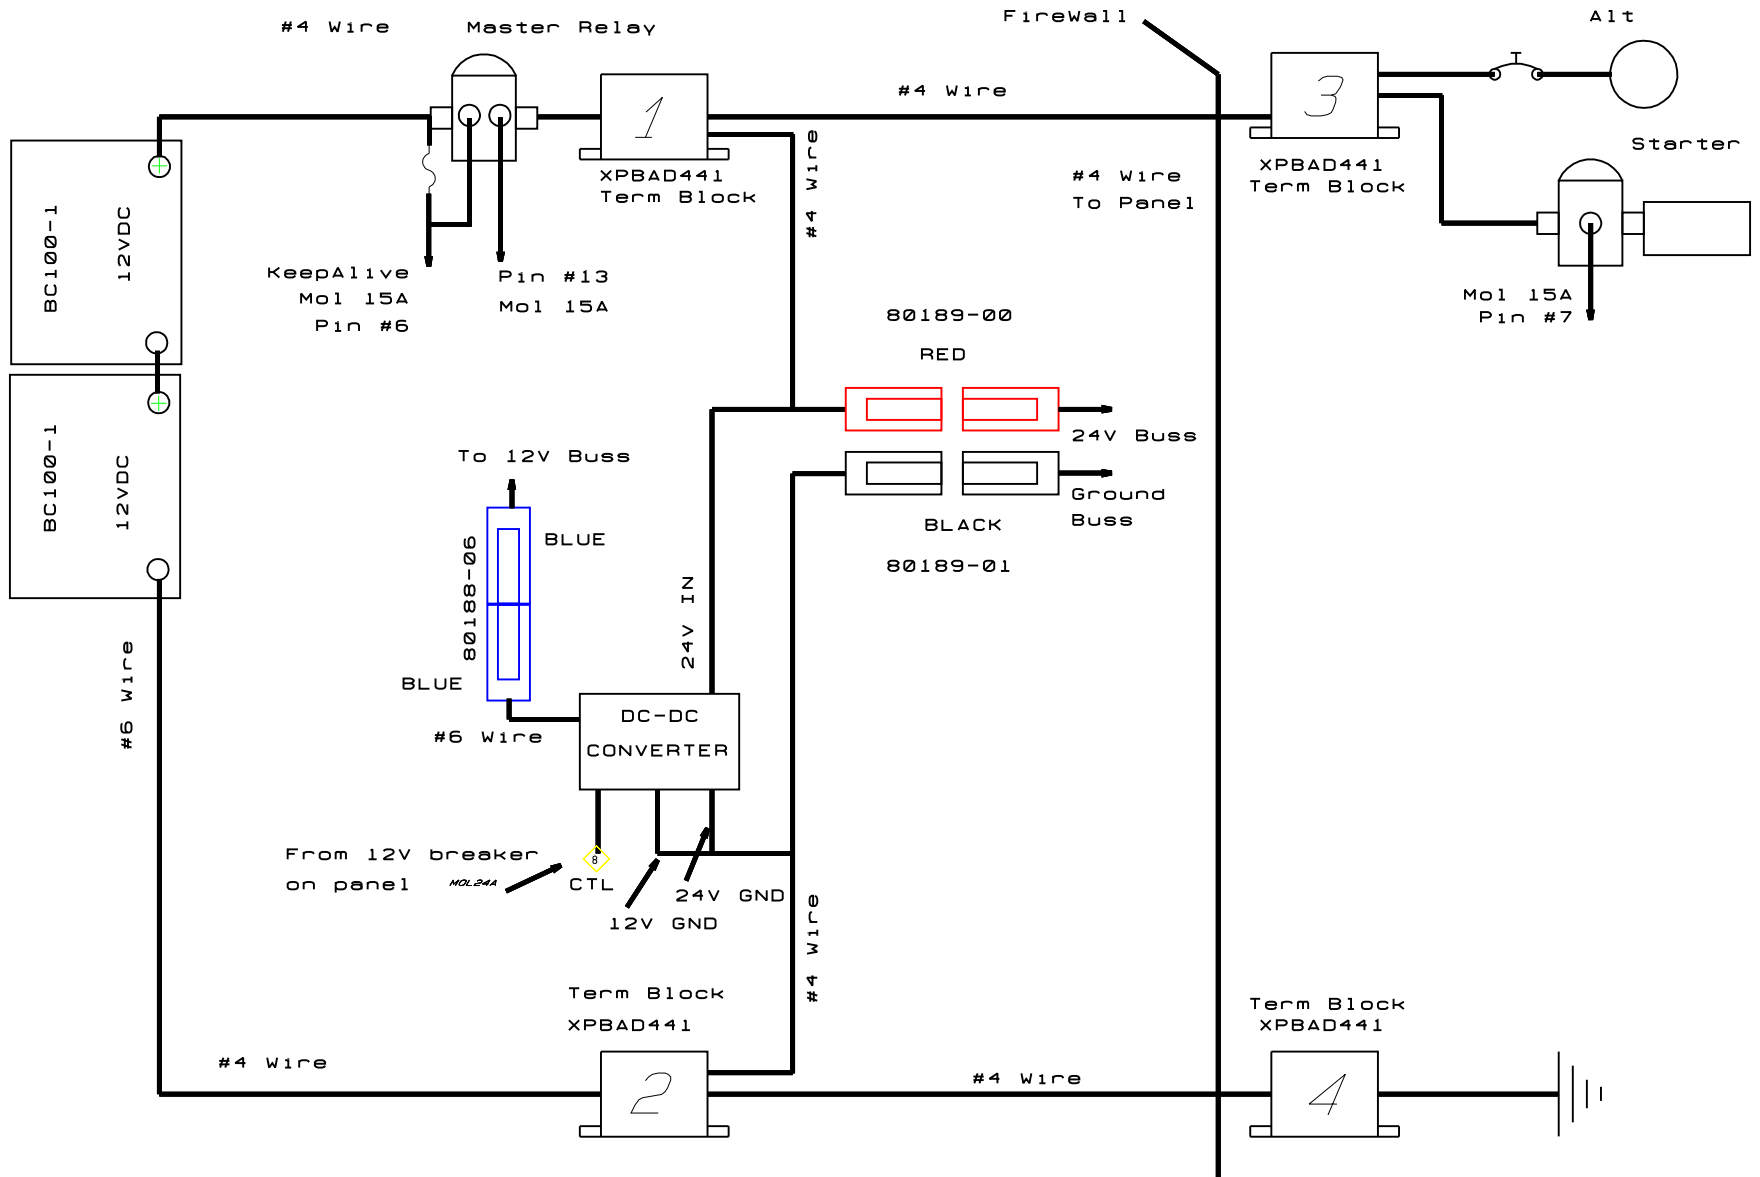 #4 Wire
Master Relay
FireWall
Alt
1
#4 Wire
3
Starter
#4 Wire
XPBAD441
Term Block
#4 Wire
To Panel
XPBAD441
Term Block
BC100-1
12VDC
KeepAlive
Mol 15A
Pin #6
Pin #13
Mol 15A
Mol 15A
Pin #7
80189-00
RED
24V Buss
BC100-1
12VDC
To 12V Buss
Ground
Buss
BLACK
80189-01
BLUE
80188-06
BLUE
24V IN
#6 Wire
#6 Wire
DC-DC
CONVERTER
From 12V breaker
on panel
MOL24A
8
CTL
24V GND
12V GND
#4 Wire
Term Block
XPBAD441
Term Block
XPBAD441
#4 Wire
2
#4 Wire
4